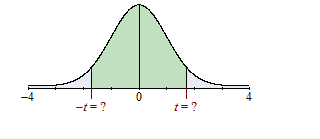 −4 0 4
−t = ? t = ?